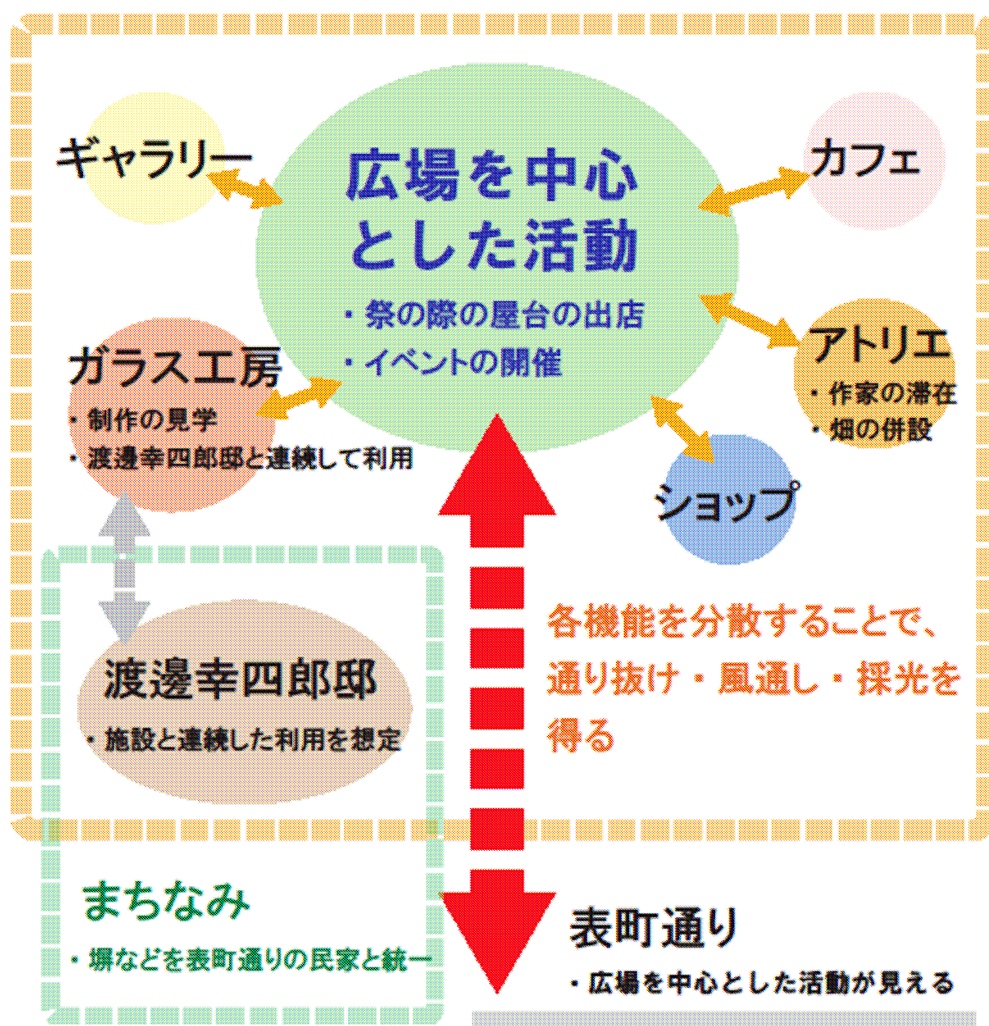 ギャラリー
広場を中心
とした活動
・祭の際の屋台の出店
・イベントの開催
カフェ
アトリエ
・作家の滞在
・畑の併設
ガラス工房
・制作の見学
・渡邊幸四郎邸と連続して利用
ショップ
渡邊幸四郎邸
・施設と連続した利用を想定
各機能を分散することで、
通り抜け・風通し・採光を
得る
まちなみ
・塀などを表町通りの民家と統一
表町通り
・広場を中心とした活動が見える